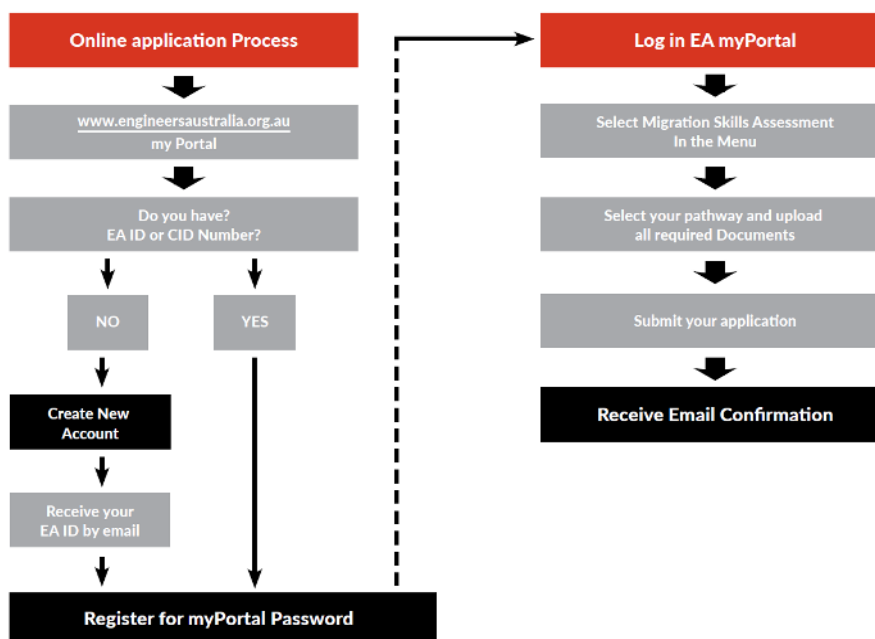 Online application Process
www.engineersaustralia.org.au
my Portal
Do you have?
EA ID or CID Number?
NO
YES
Create New
Account
Receive your
EA ID by email
Register for myPortal Password
Log in EA myPortal
Select Migration Skills Assessment
In the Menu
Select your pathway and upload
all required Documents
Submit your application
Receive Email Confirmation